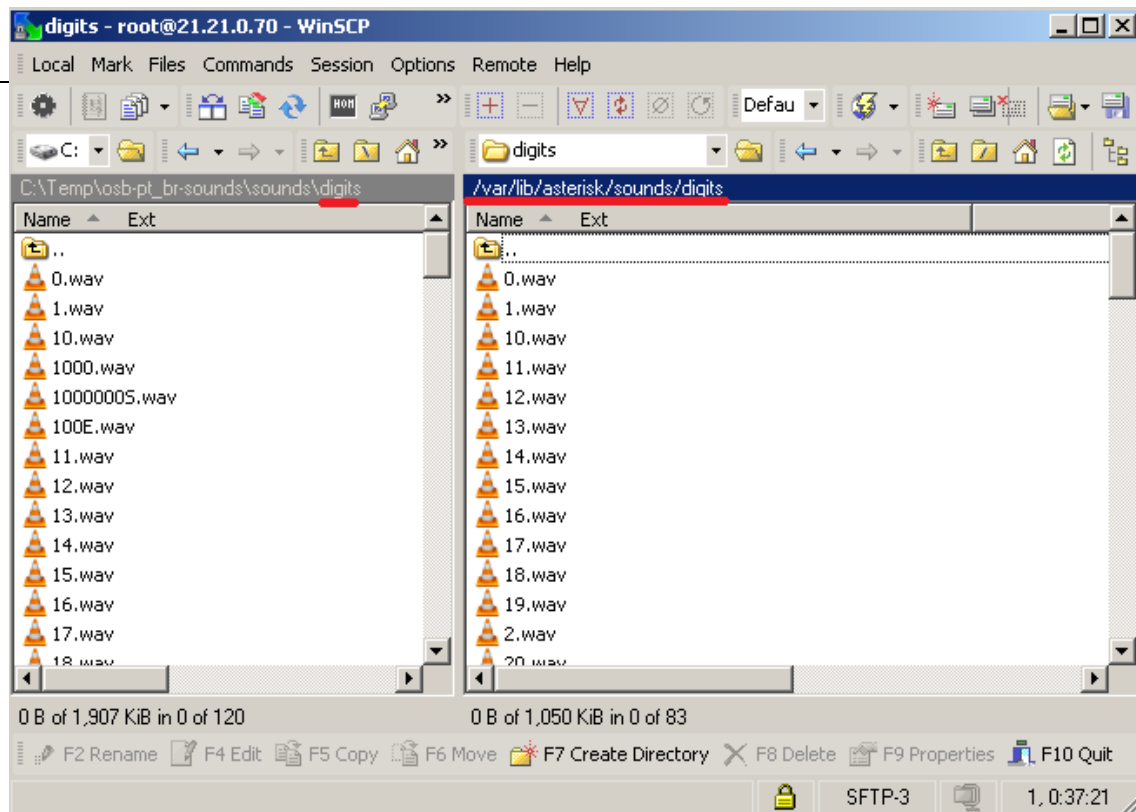 digits - root@21.21.0.70 - WinSCP
Local Mark Files Commands Session Options Remote Help
» Defau
C: » digits
C:\Temp\osb-pt_br-sounds\sounds\digits
/var/lib/asterisk/sounds/digits
Name Ext
Name Ext
..
0.wav
1.wav
10.wav
1000.wav
1000000S.wav
100E.wav
11.wav
12.wav
13.wav
14.wav
15.wav
16.wav
17.wav
18.wav
..
0.wav
1.wav
10.wav
11.wav
12.wav
13.wav
14.wav
15.wav
16.wav
17.wav
18.wav
19.wav
2.wav
20.wav
0 B of 1,907 KiB in 0 of 120
0 B of 1,050 KiB in 0 of 83
F2 Rename F4 Edit F5 Copy F6 Move F7 Create Directory F8 Delete F9 Properties F10 Quit
SFTP-3 1, 0:37:21